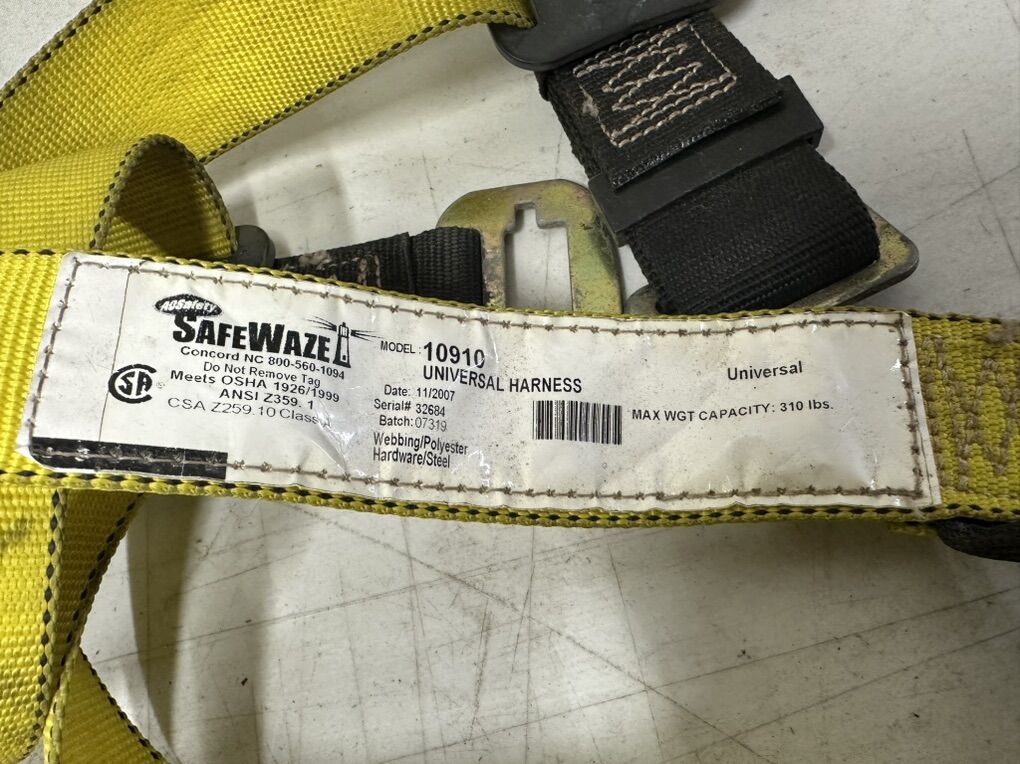 SAFEWAZE
Concord NC 800-560-1094
Do Not Remove Tag
Meets OSHA 1926/1999
ANSI Z359. 1
CSA Z259.10 Class A
MODEL: 10910
UNIVERSAL HARNESS
Date: 11/2007
Serial# 32684
Batch: 07319
Webbing/Polyester
Hardware/Steel
Universal
MAX WGT CAPACITY: 310 lbs.